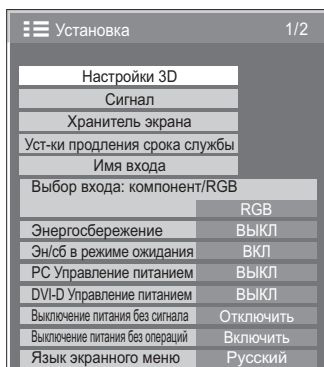 Установка 1/2
Настройки 3D
Сигнал
Хранитель экрана
Уст-ки продления срока службы
Имя входа
Выбор входа: компонент/RGB
RGB
Энергосбережение ВЫКЛ
Эн/сб в режиме ожидания ВКЛ
PC Управление питанием ВЫКЛ
DVI-D Управление питанием ВЫКЛ
Выключение питания без сигнала Отключить
Выключение питания без операций Включить
Язык экранного меню Русский